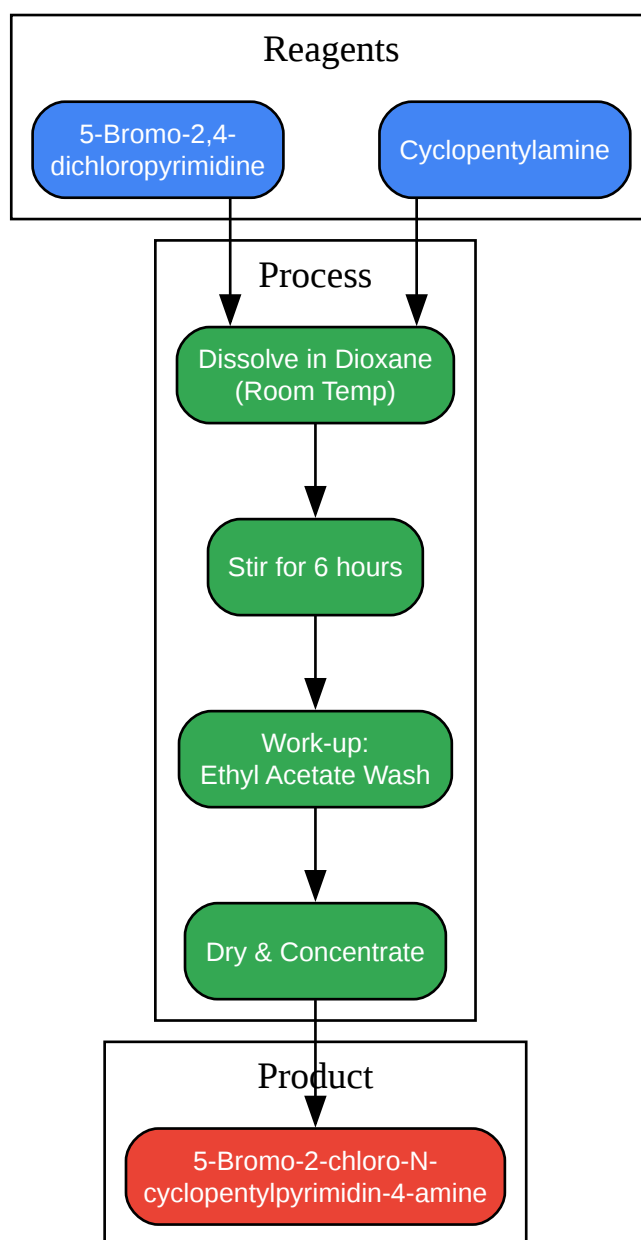 Reagents
5-Bromo-2,4-
dichloropyrimidine
Cyclopentylamine
Process
Dissolve in Dioxane
(Room Temp)
Stir for 6 hours
Work-up:
Ethyl Acetate Wash
Dry & Concentrate
Product
5-Bromo-2-chloro-N-
cyclopentylpyrimidin-4-amine